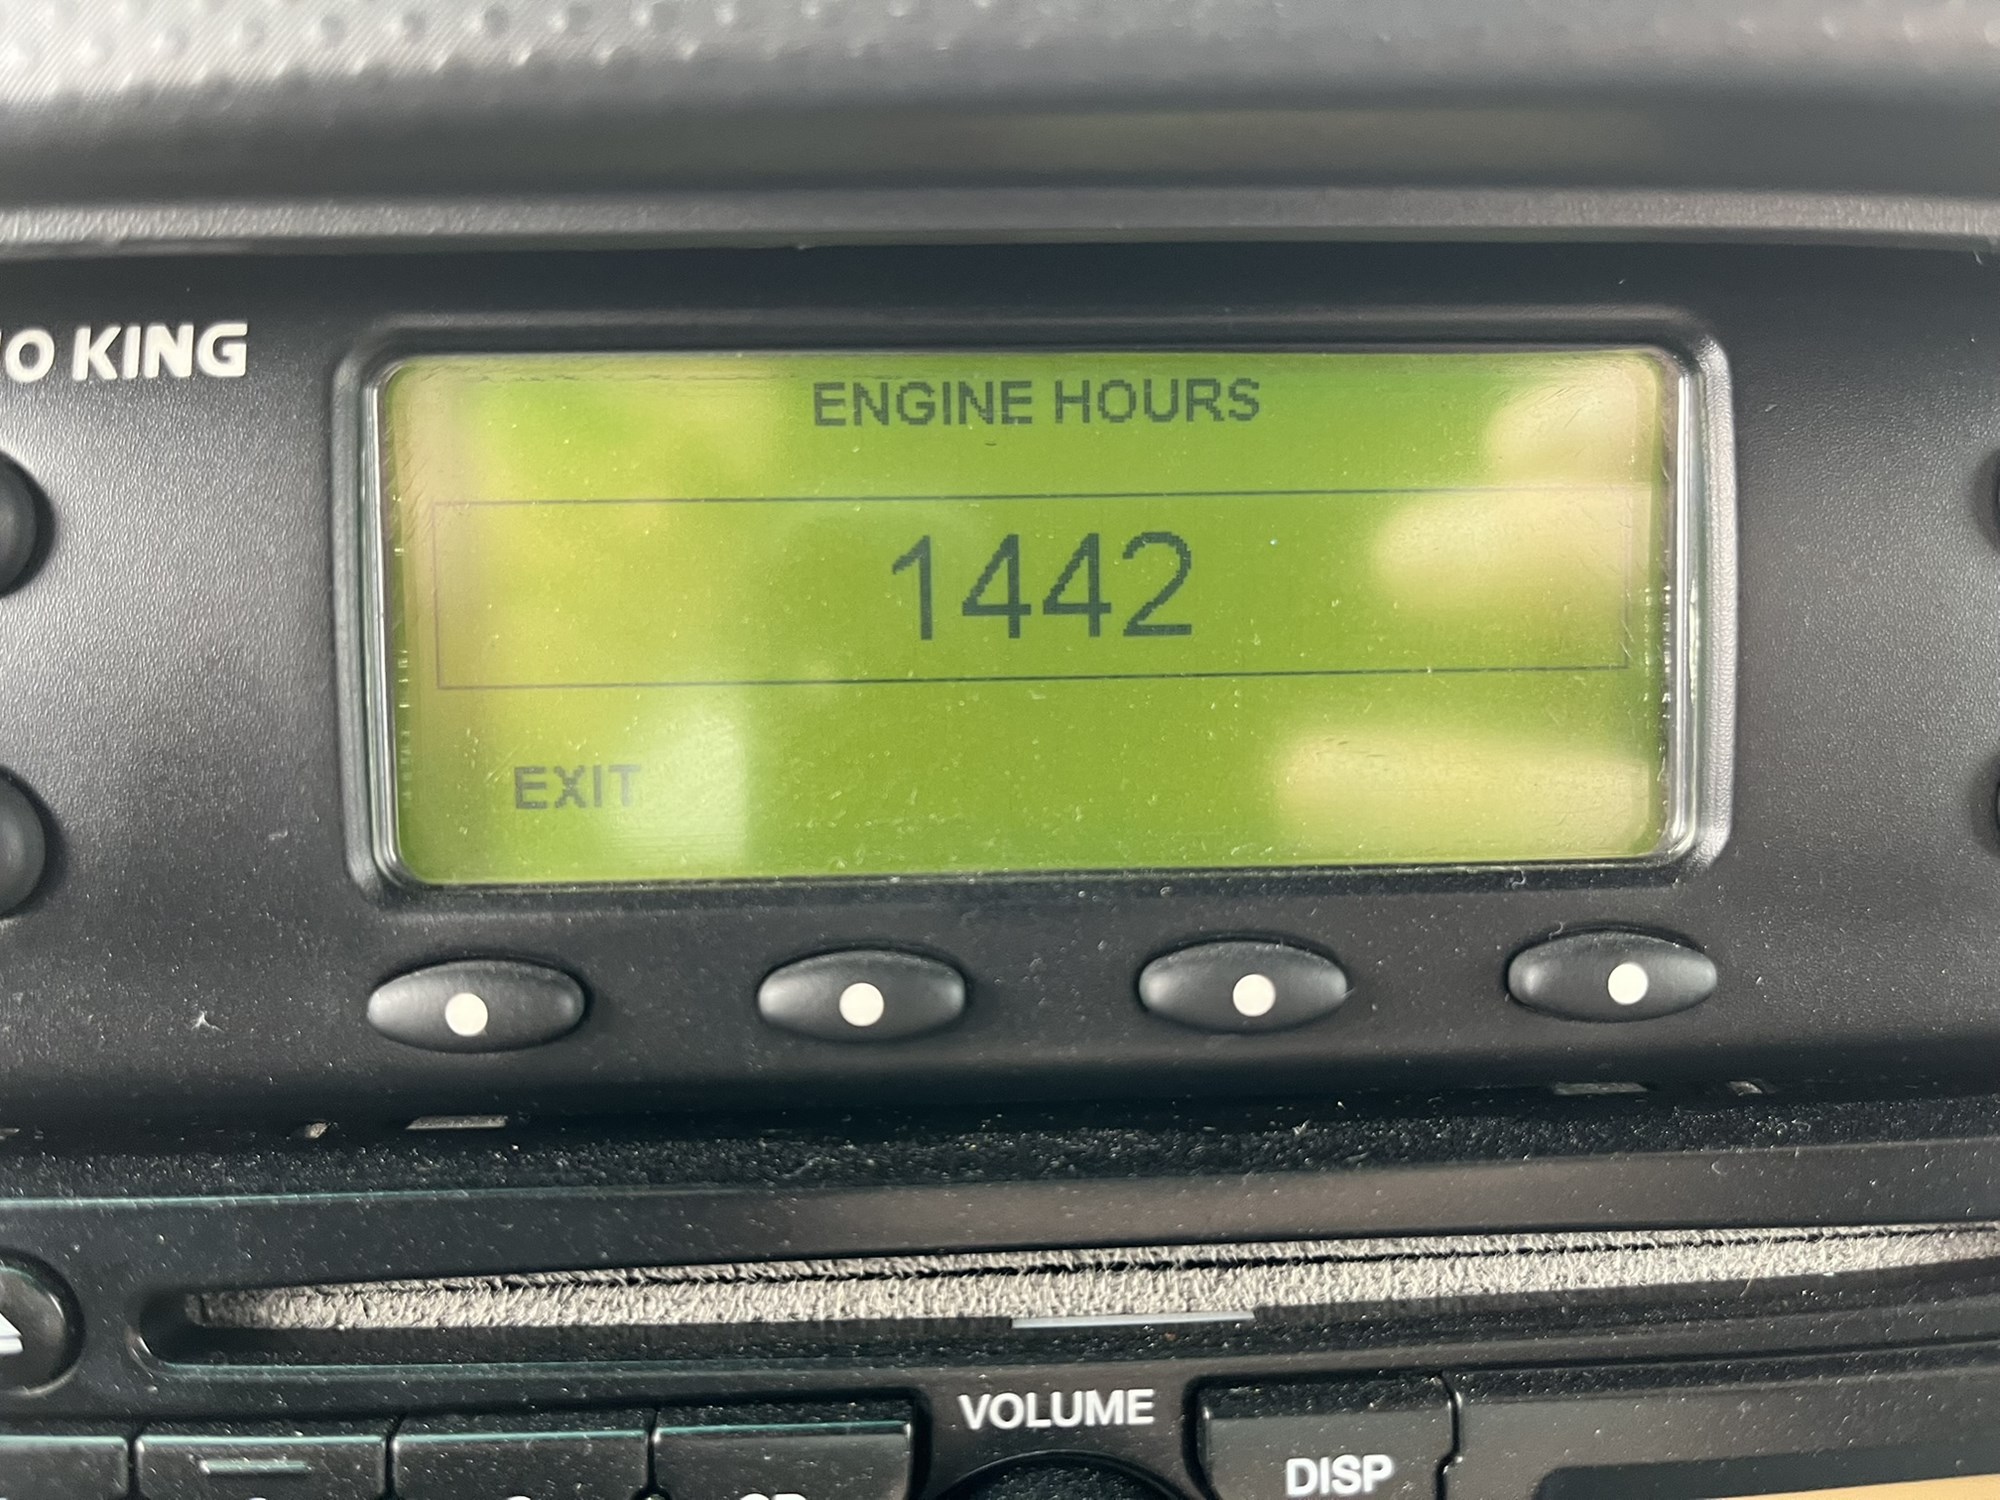 KING
ENGINE HOURS
1442
EXIT
VOLUME
DISP